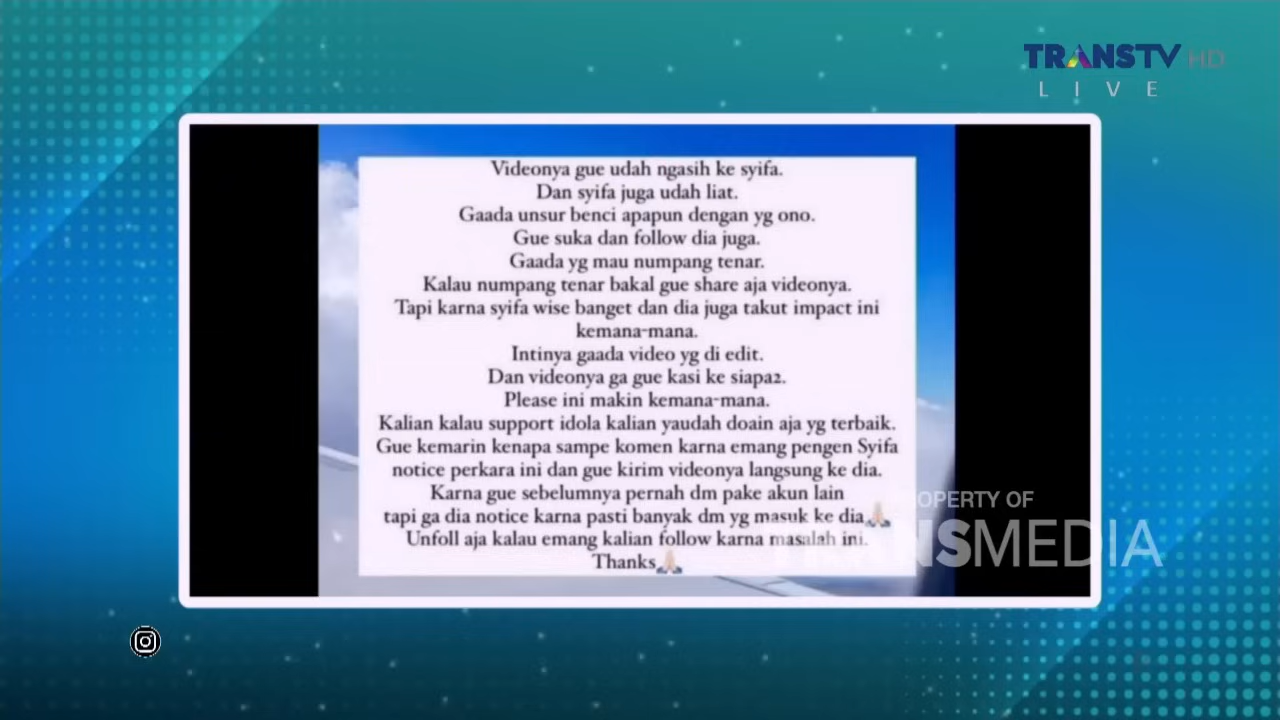 TRANSTV HD
LIVE
Videonya gue udah ngasih ke syifa.
Dan syifa juga udah liat.
Gaada unsur benci apapun dengan yg ono.
Gue suka dan follow dia juga.
Gaada yg mau numpang tenar.
Kalau numpang tenar bakal gue share aja videonya.
Tapi karna syifa wise banget dan dia juga takut impact ini
kemana-mana.
Intinya gaada video yg di edit.
Dan videonya ga gue kasi ke siapa2.
Please ini makin kemana-mana.
Kalian kalau support idola kalian yaudah doain aja yg terbaik.
Gue kemarin kenapa sampe komen karna emang pengen Syifa
notice perkara ini dan gue kirim videonya langsung ke dia.
Karna gue sebelumnya pernah dm pake akun lain
tapi ga dia notice karna pasti banyak dm yg masuk ke dia🙏🏼
Unfoll aja kalau emang kalian follow karna masalah ini.
Thanks🙏🏼
PROPERTY OF
TRANSMEDIA